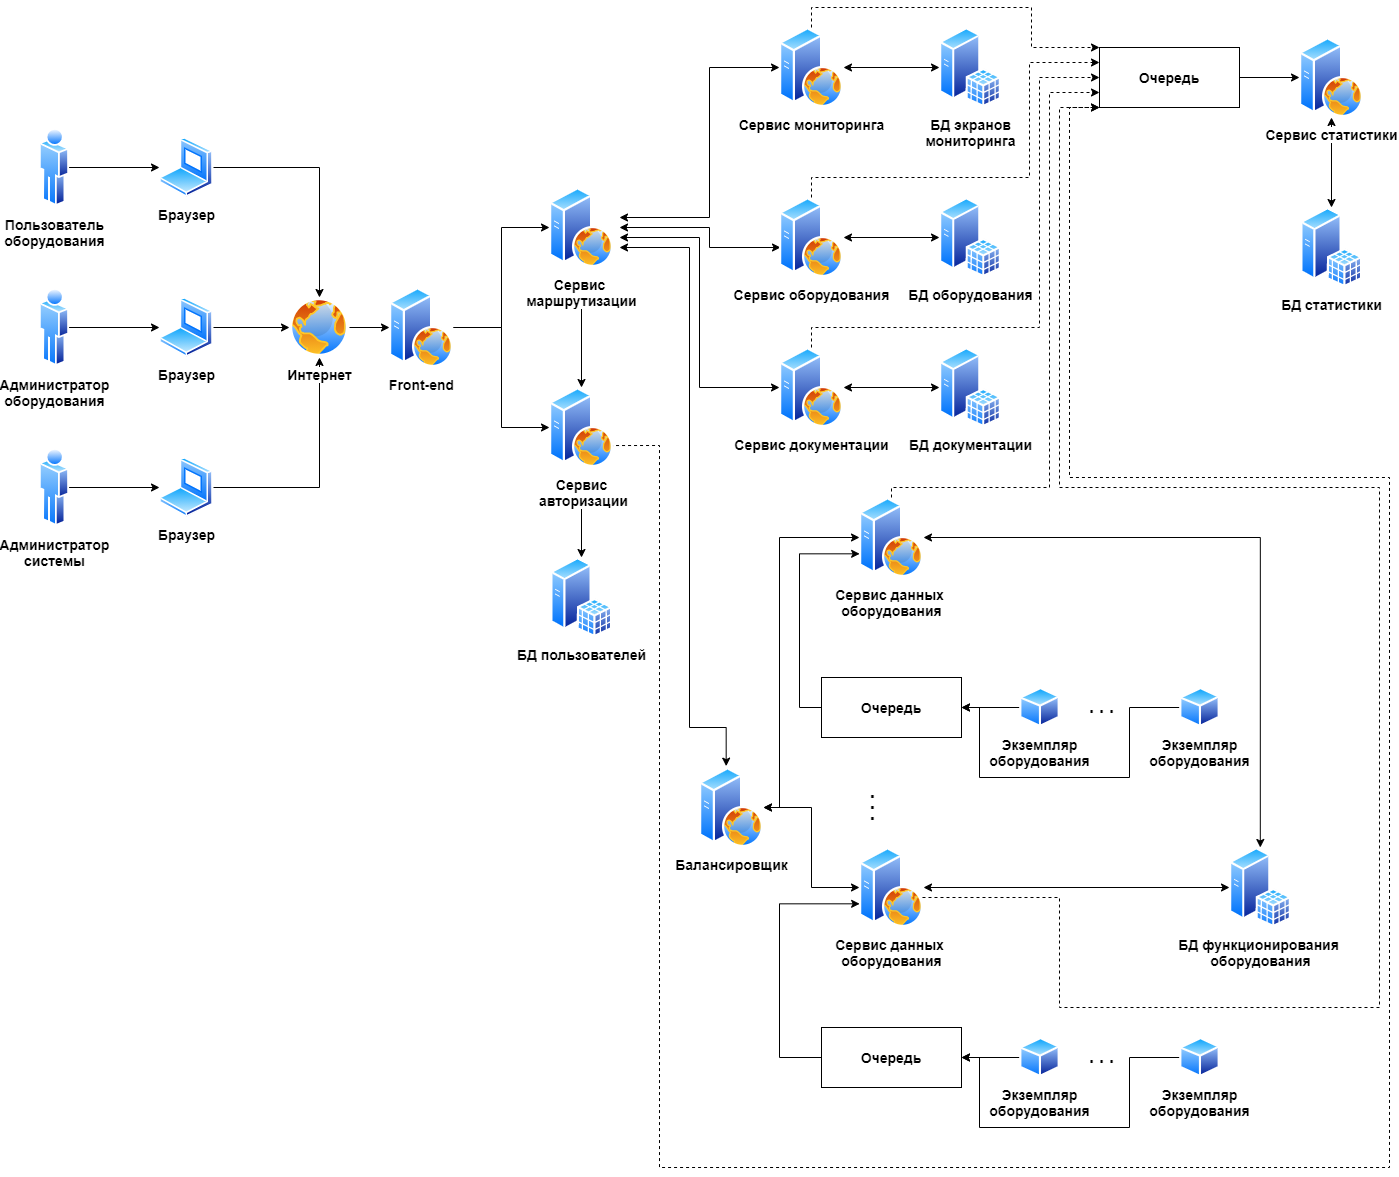 Пользователь
оборудования
Браузер
Администратор
оборудования
Браузер
Интернет
Front-end
Администратор
системы
Браузер
Сервис
маршрутизации
Сервис
авторизации
БД пользователей
Сервис мониторинга
БД экранов
мониторинга
Очередь
Сервис статистики
БД статистики
Сервис оборудования
БД оборудования
Сервис документации
БД документации
Сервис данных
оборудования
Очередь
Экземпляр
оборудования
. . .
Экземпляр
оборудования
Балансировщик
. . .
Сервис данных
оборудования
БД функционирования
оборудования
Очередь
Экземпляр
оборудования
. . .
Экземпляр
оборудования